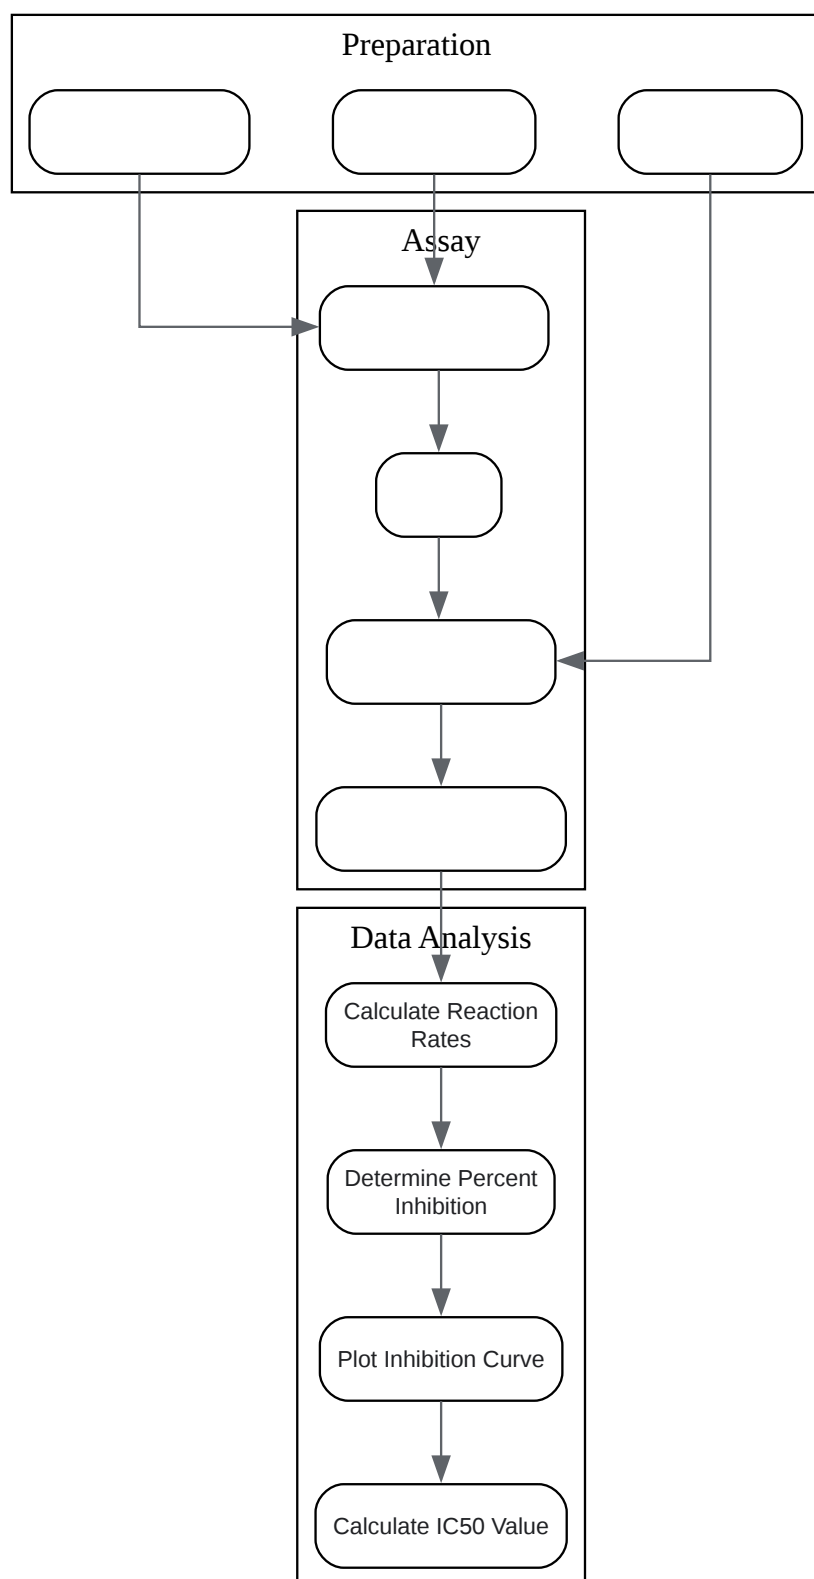 Preparation
Assay
Data Analysis
Calculate Reaction
Rates
Determine Percent
Inhibition
Plot Inhibition Curve
Calculate IC50 Value